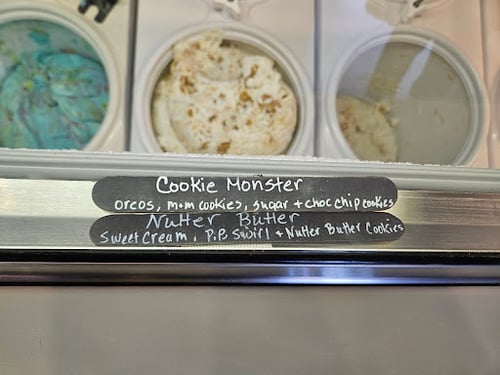 Cookie Monster
oreos, m+m cookies, sugar + choc chip cookies
Nutter Butter
Sweet Cream, P.B Swirl + Nutter Butter Cookies